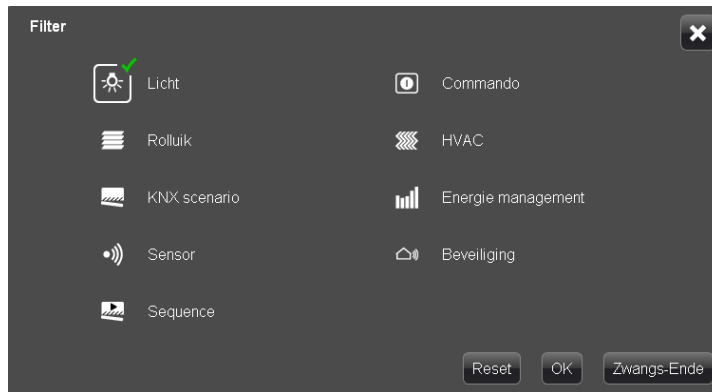 Filter
Licht
Commando
Rolluik
HVAC
KNX scenario
Energie management
Sensor
Beveiliging
Sequence
Reset
OK
Zwangs-Ende